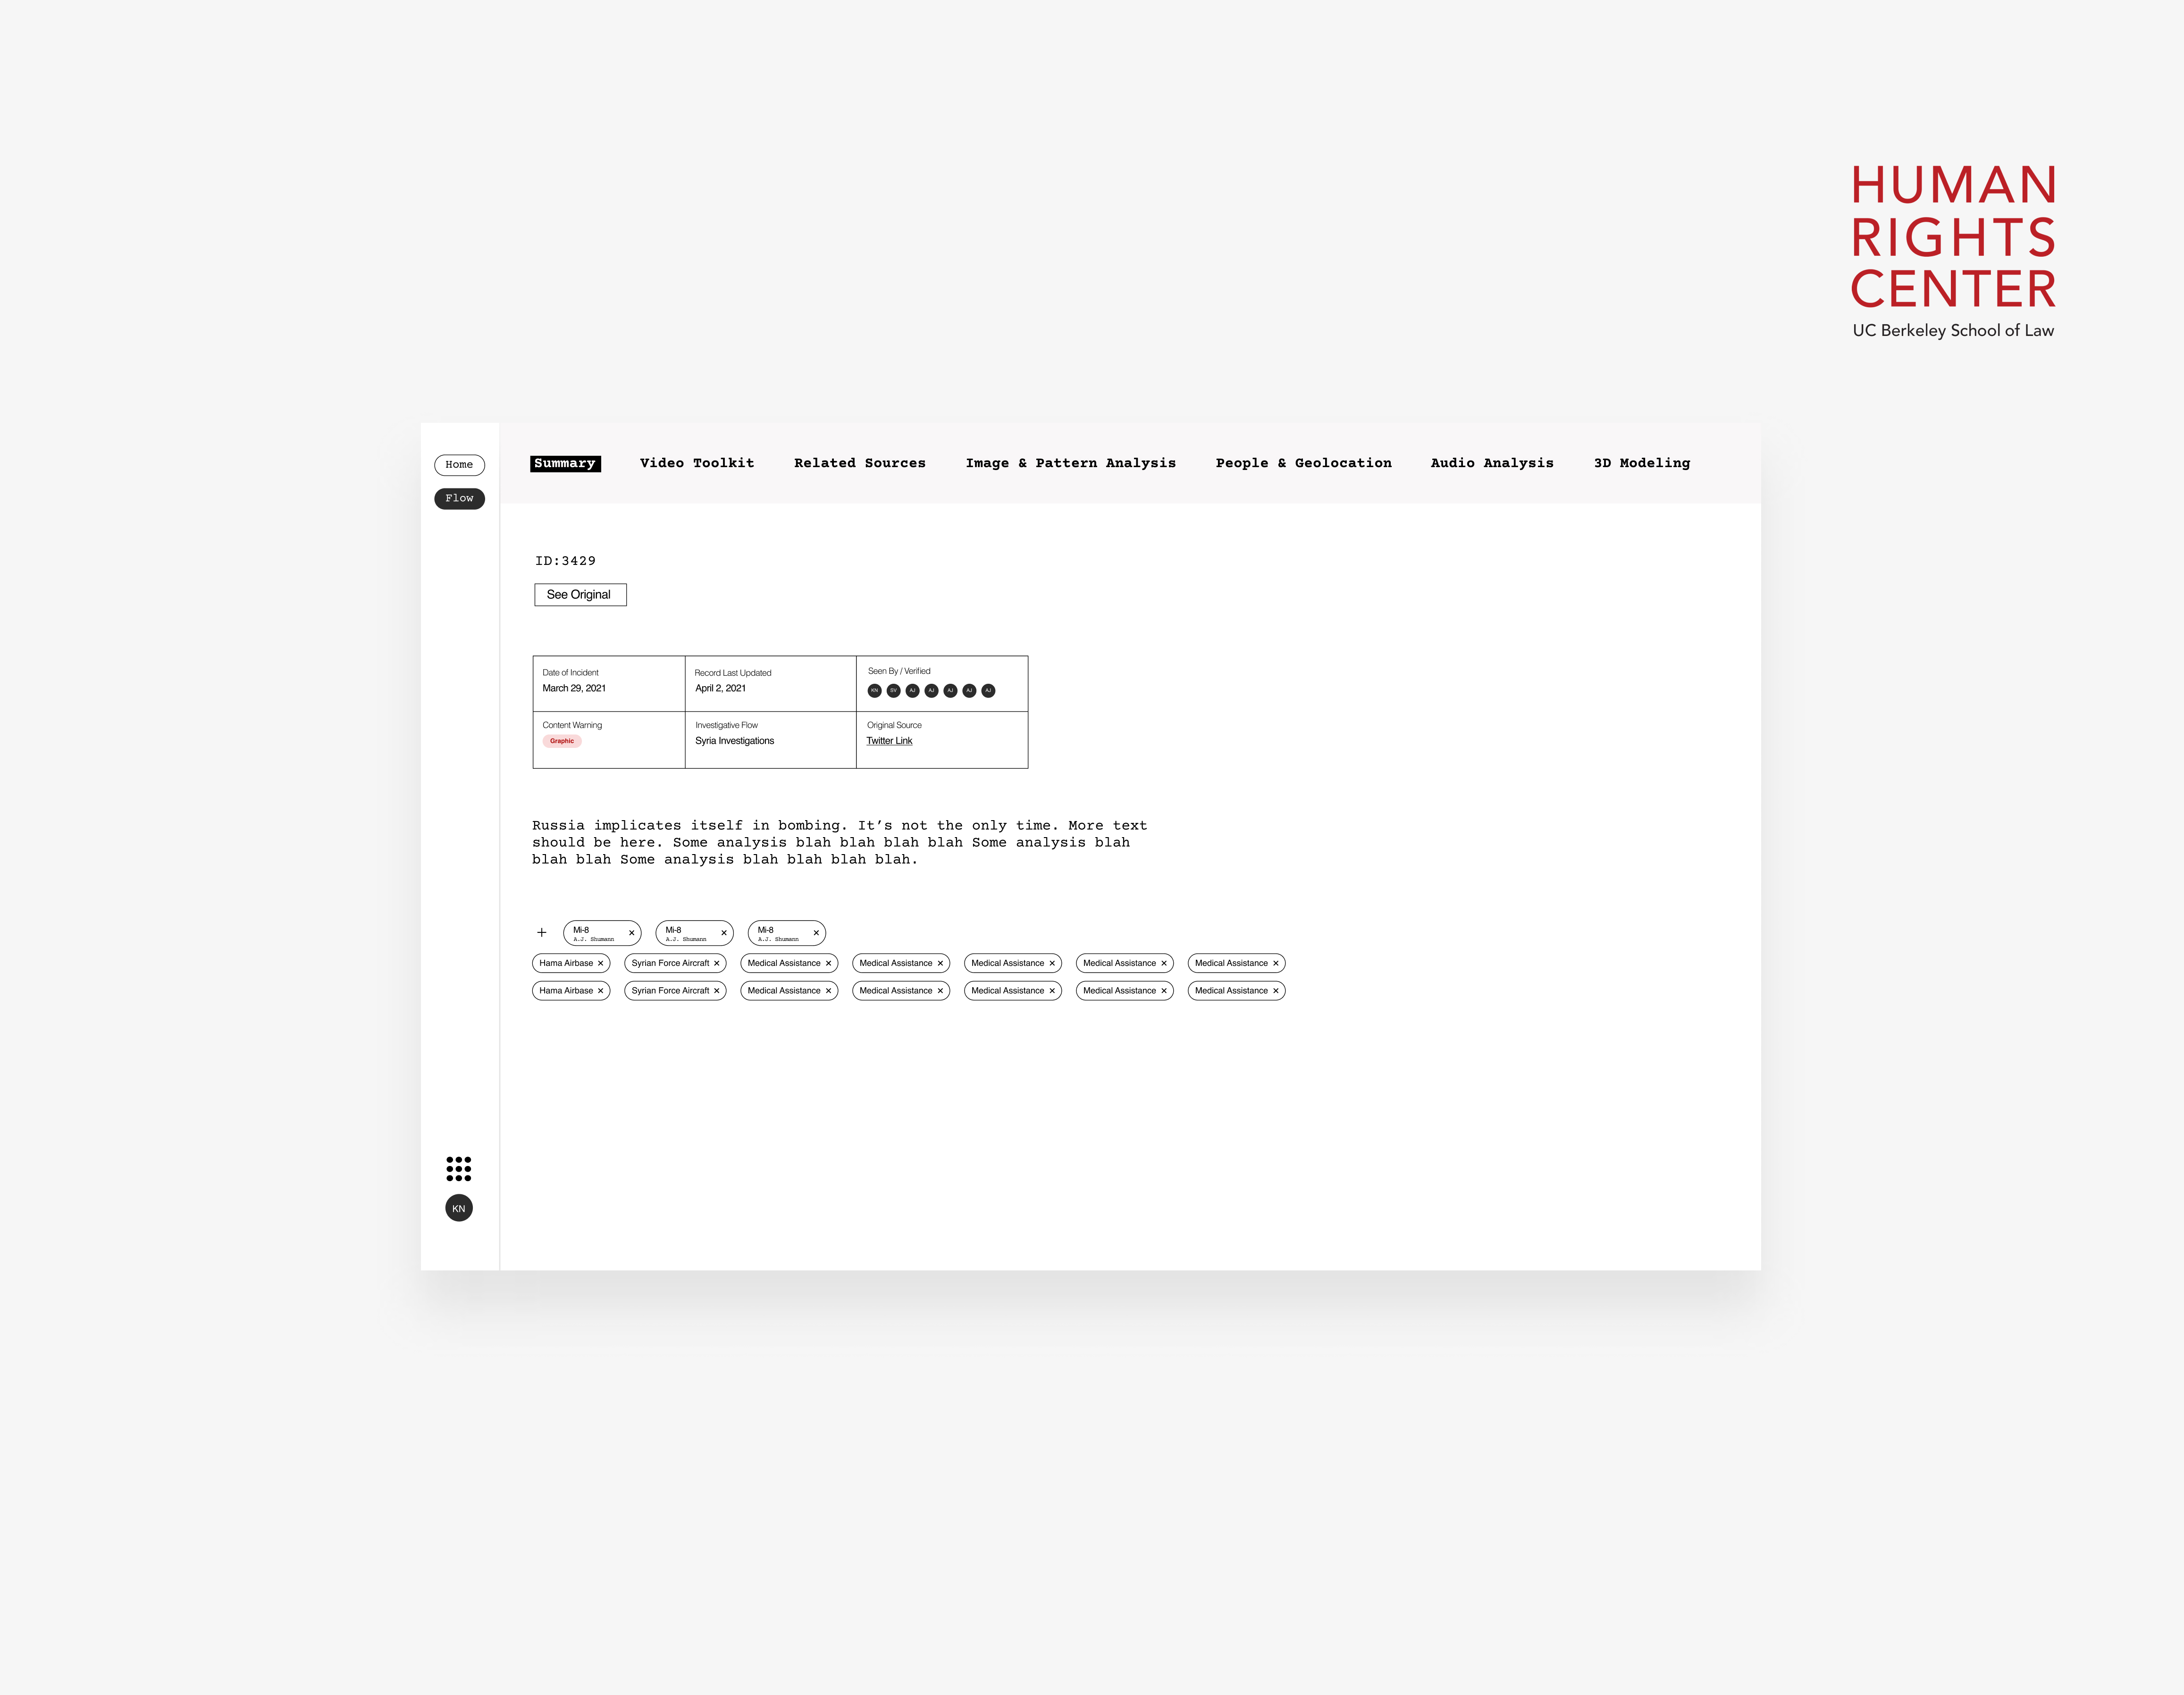 HUMAN
RIGHTS
CENTER
UC Berkeley School of Law
Home
Flow
Summary Video Toolkit Related Sources Image & Pattern Analysis People & Geolocation Audio Analysis 3D Modeling
ID:3429
See Original
Date of Incident Record Last Updated Seen By / Verified
March 29, 2021 April 2, 2021 KN SV AJ AJ AJ AJ AJ
Content Warning Investigative Flow Original Source
Graphic Syria Investigations Twitter Link
Russia implicates itself in bombing. It’s not the only time. More text
should be here. Some analysis blah blah blah blah Some analysis blah
blah blah Some analysis blah blah blah blah.
Mi-8 Mi-8 Mi-8
A.J. Shumann A.J. Shumann A.J. Shumann
Hama Airbase Syrian Force Aircraft Medical Assistance Medical Assistance Medical Assistance Medical Assistance Medical Assistance
Hama Airbase Syrian Force Aircraft Medical Assistance Medical Assistance Medical Assistance Medical Assistance Medical Assistance
KN